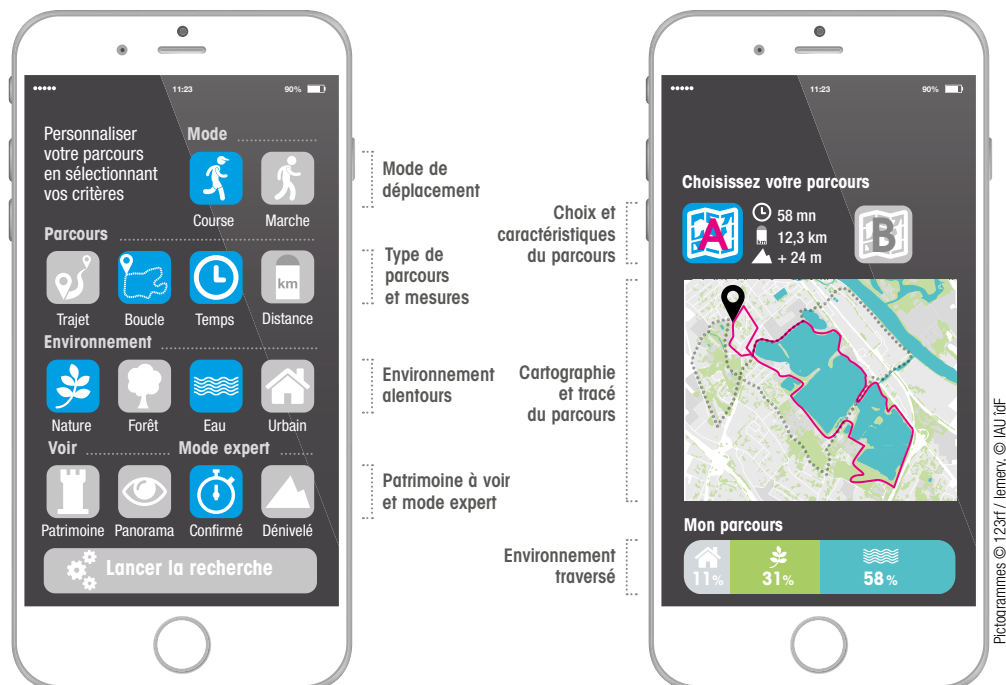 11:23
90%
Personnaliser
votre parcours
en sélectionnant
vos critères
Mode
Course
Marche
Parcours
km
Trajet
Boucle
Temps
Distance
Environnement
Nature
Forêt
Eau
Urbain
Voir
Mode expert
Patrimoine
Panorama
Confirmé
Dénivelé
Lancer la recherche
Mode de
déplacement
Type de
parcours
et mesures
Environnement
alentours
Patrimoine à voir
et mode expert
Choix et
caractéristiques
du parcours
Cartographie
et tracé
du parcours
Environnement
traversé
11:23
90%
Choisissez votre parcours
A
58 mn
km
12,3 km
+ 24 m
B
Mon parcours
11%
31%
58%
Pictogrammes © 123rf / lemery, © IAU îdF